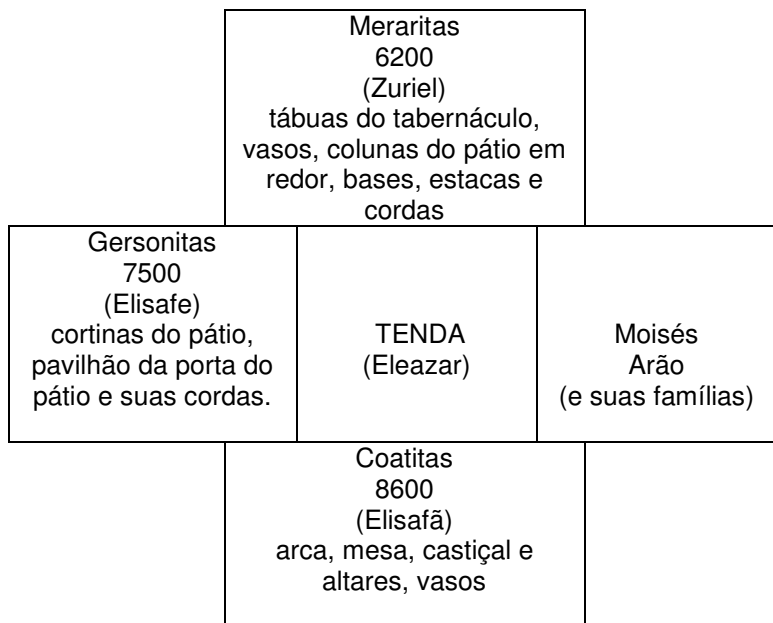 Meraritas
6200
(Zuriel)
tábuas do tabernáculo,
vasos, colunas do pátio em
redor, bases, estacas e
cordas
Gersonitas
7500
(Elisafe)
cortinas do pátio,
pavilhão da porta do
pátio e suas cordas.
TENDA
(Eleazar)
Moisés
Arão
(e suas famílias)
Coatitas
8600
(Elisafã)
arca, mesa, castiçal e
altares, vasos